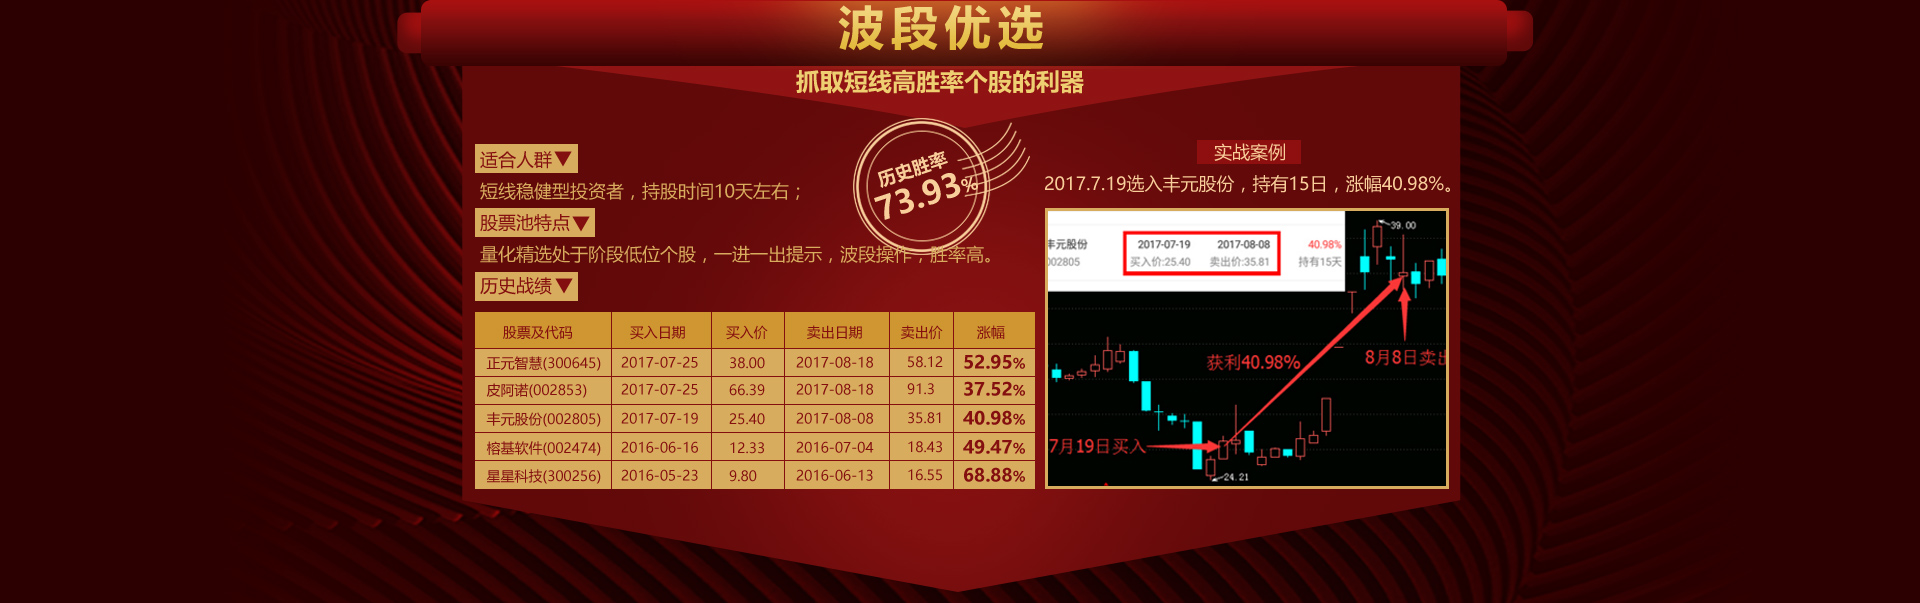 波段优选
抓取短线高胜率个股的利器
适合人群▼
短线稳健型投资者，持股时间10天左右；
股票池特点▼
量化精选处于阶段低位个股，一进一出提示，波段操作，胜率高。
历史战绩▼
历史胜率
73.93%
股票及代码 买入日期 买入价 卖出日期 卖出价 涨幅
正元智慧(300645) 2017-07-25 38.00 2017-08-18 58.12 52.95%
皮阿诺(002853) 2017-07-25 66.39 2017-08-18 91.3 37.52%
丰元股份(002805) 2017-07-19 25.40 2017-08-08 35.81 40.98%
榕基软件(002474) 2016-06-16 12.33 2016-07-04 18.43 49.47%
星星科技(300256) 2016-05-23 9.80 2016-06-13 16.55 68.88%
实战案例
2017.7.19选入丰元股份，持有15日，涨幅40.98%。
丰元股份 2017-07-19 2017-08-08 40.98%
002805 买入价:25.40 卖出价:35.81 持有15天
39.00
获利40.98%
8月8日卖出
7月19日买入
24.21